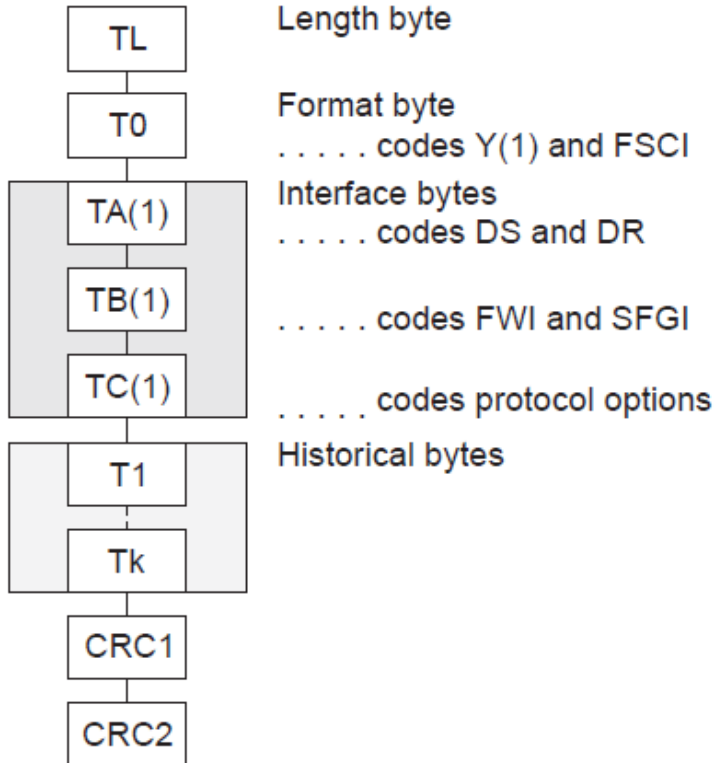 TL Length byte
T0 Format byte
. . . . . codes Y(1) and FSCI
TA(1) Interface bytes
. . . . . codes DS and DR
TB(1) . . . . . codes FWI and SFGI
TC(1) . . . . . codes protocol options
T1 Historical bytes
Tk
CRC1
CRC2